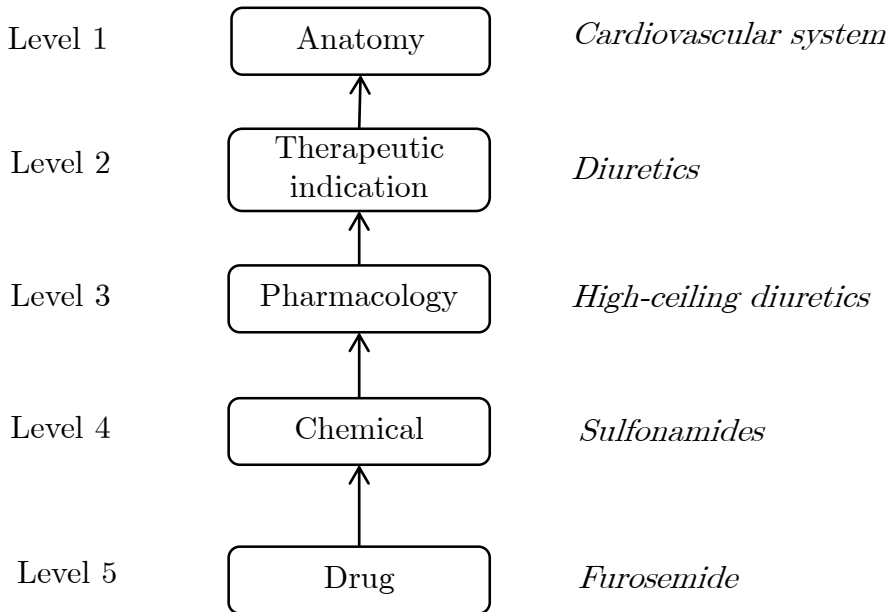 Level 1 Anatomy Cardiovascular system
Level 2 Therapeutic indication Diuretics
Level 3 Pharmacology High-ceiling diuretics
Level 4 Chemical Sulfonamides
Level 5 Drug Furosemide